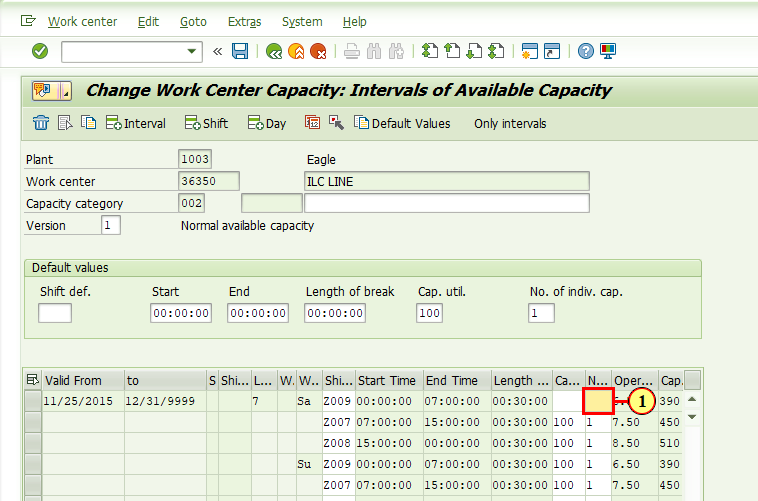 Work center Edit Goto Extras System Help
«
Change Work Center Capacity: Intervals of Available Capacity
Interval Shift Day Default Values Only intervals
Plant 1003 Eagle
Work center 36350 ILC LINE
Capacity category 002
Version 1 Normal available capacity
Default values
Shift def. Start End Length of break Cap. util. No. of indiv. cap.
00:00:00 00:00:00 00:00:00 100 1
Valid From to S Shi... L... W. W.. Shi... Start Time End Time Length ... Ca... N... Oper... Cap.
11/25/2015 12/31/9999 7 Sa Z009 00:00:00 07:00:00 00:30:00 1 390
Z007 07:00:00 15:00:00 00:30:00 100 1 7.50 450
Z008 15:00:00 00:00:00 00:30:00 100 1 8.50 510
Su Z009 00:00:00 07:00:00 00:30:00 100 1 6.50 390
Z007 07:00:00 15:00:00 00:30:00 100 1 7.50 450